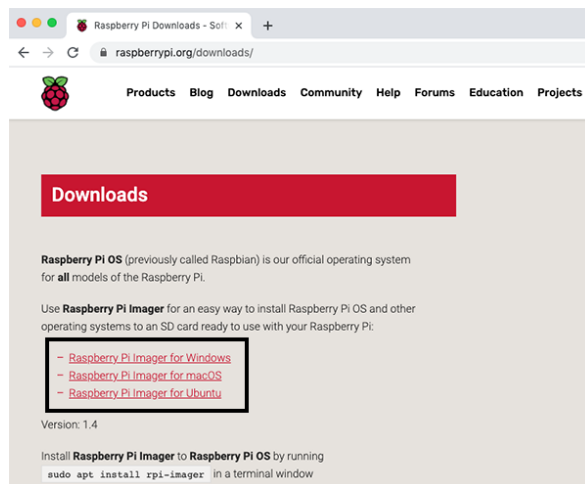 Raspberry Pi Downloads - Soft
raspberrypi.org/downloads/
Products Blog Downloads Community Help Forums Education Projects
Downloads
Raspberry Pi OS (previously called Raspbian) is our official operating system
for all models of the Raspberry Pi.
Use Raspberry Pi Imager for an easy way to install Raspberry Pi OS and other
operating systems to an SD card ready to use with your Raspberry Pi:
– Raspberry Pi Imager for Windows
– Raspberry Pi Imager for macOS
– Raspberry Pi Imager for Ubuntu
Version: 1.4
Install Raspberry Pi Imager to Raspberry Pi OS by running
sudo apt install rpi-imager in a terminal window